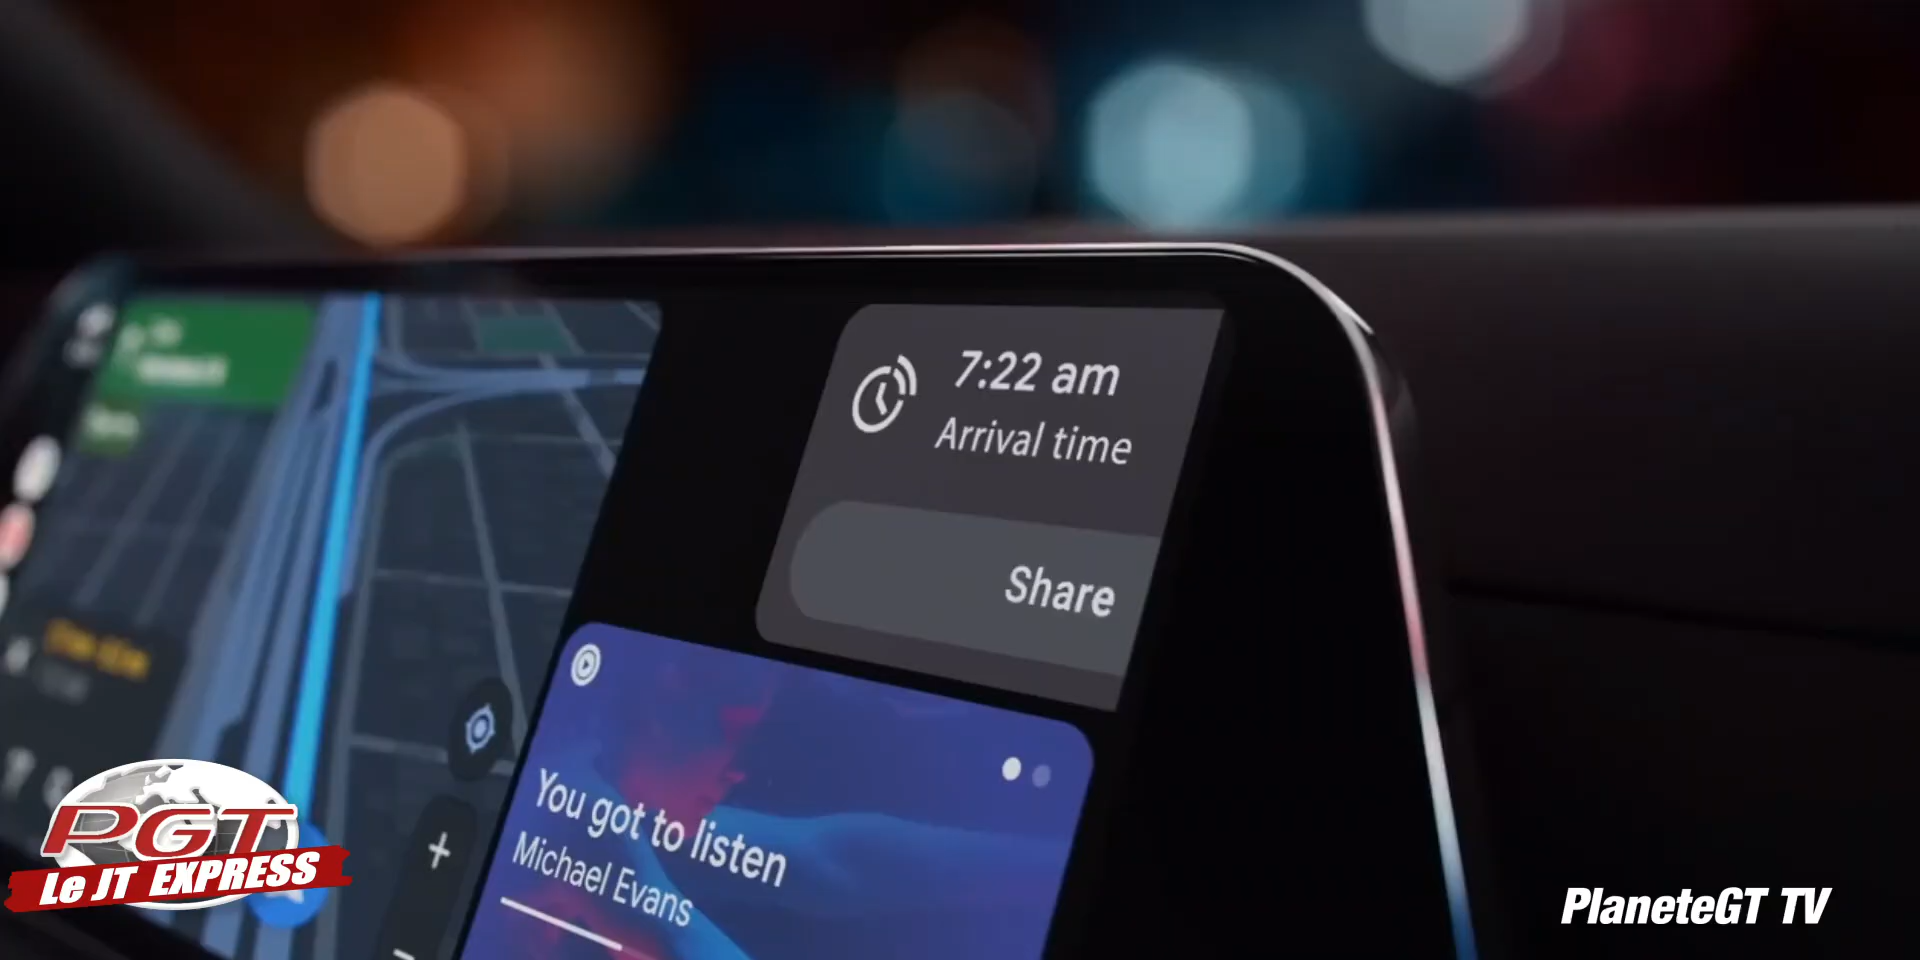 7:22 am
Arrival time
Share
You got to listen
Michael Evans
PGT
Le JT EXPRESS
PlaneteGT TV